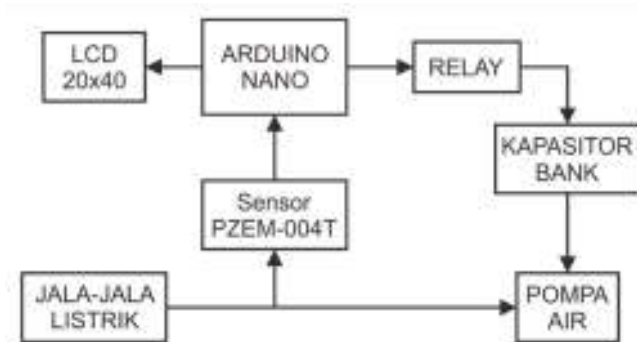 LCD
20x40
ARDUINO
NANO
RELAY
KAPASITOR
BANK
Sensor
PZEM-004T
JALA-JALA
LISTRIK
POMPA
AIR